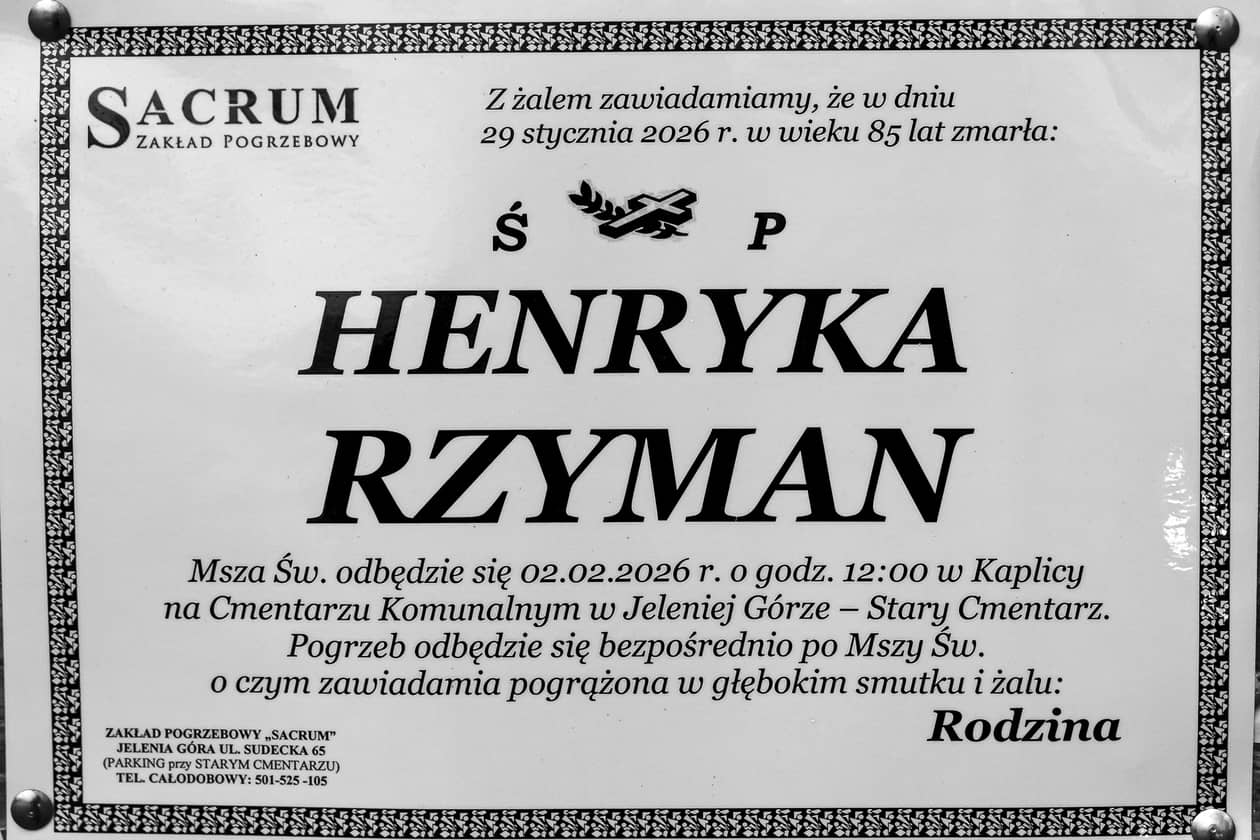 SACRUM
ZAKŁAD POGRZEBOWY
Z żalem zawiadamiamy, że w dniu
29 stycznia 2026 r. w wieku 85 lat zmarła:
Ś P
HENRYKA
RZYMAN
Msza Św. odbędzie się 02.02.2026 r. o godz. 12:00 w Kaplicy
na Cmentarzu Komunalnym w Jeleniej Górze – Stary Cmentarz.
Pogrzeb odbędzie się bezpośrednio po Mszy Św.
o czym zawiadamia pogrążona w głębokim smutku i żalu:
Rodzina
ZAKŁAD POGRZEBOWY „SACRUM”
JELENIA GÓRA UL. SUDECKA 65
(PARKING przy STARYM CMENTARZU)
TEL. CAŁODOBOWY: 501-525 -105